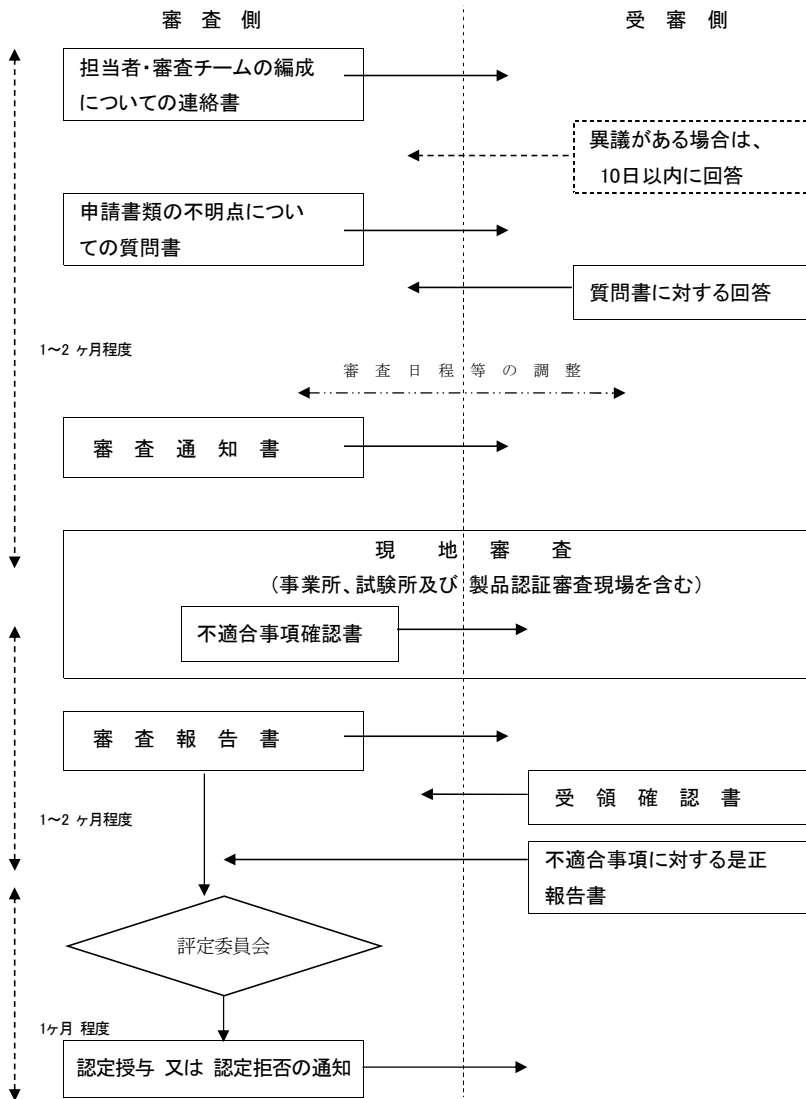 審 査 側
受 審 側
担当者・審査チームの編成
についての連絡書
異議がある場合は、
10日以内に回答
申請書類の不明点につい
ての質問書
質問書に対する回答
1～2 ヶ月程度
審 査 日 程 等 の 調 整
審 査 通 知 書
現 地 審 査
（事業所、試験所及び 製品認証審査現場を含む）
不適合事項確認書
審 査 報 告 書
受 領 確 認 書
1～2 ヶ月程度
不適合事項に対する是正
報告書
評定委員会
1ヶ月 程度
認定授与 又は 認定拒否の通知